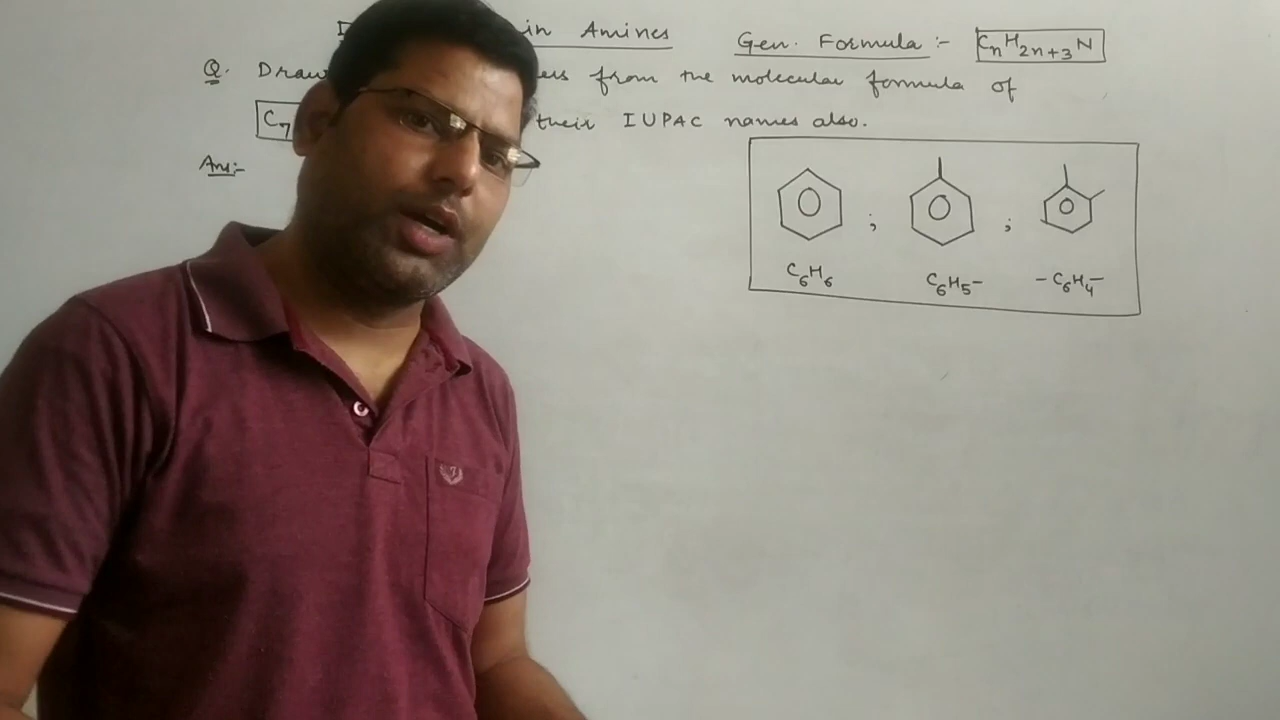 in Amines Gen. Formula :- CnH2n+3N
Q. Draw from the molecular formula of
C7 their IUPAC names also.
Ans:-
; ;
C6H6 C6H5- -C6H4-